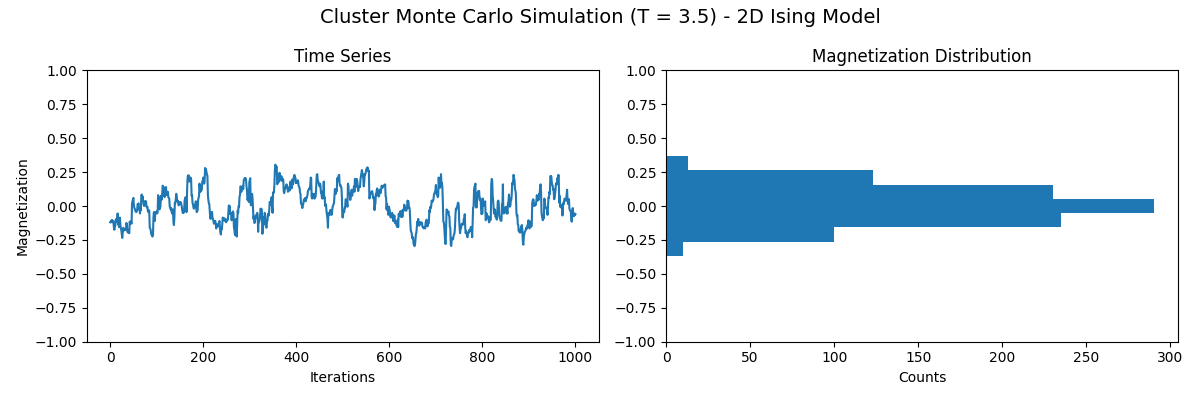 Cluster Monte Carlo Simulation (T = 3.5) - 2D Ising Model
Time Series
Magnetization
1.00
0.75
0.50
0.25
0.00
−0.25
−0.50
−0.75
−1.00
0 200 400 600 800 1000
Iterations
Magnetization Distribution
1.00
0.75
0.50
0.25
0.00
−0.25
−0.50
−0.75
−1.00
0 50 100 150 200 250 300
Counts